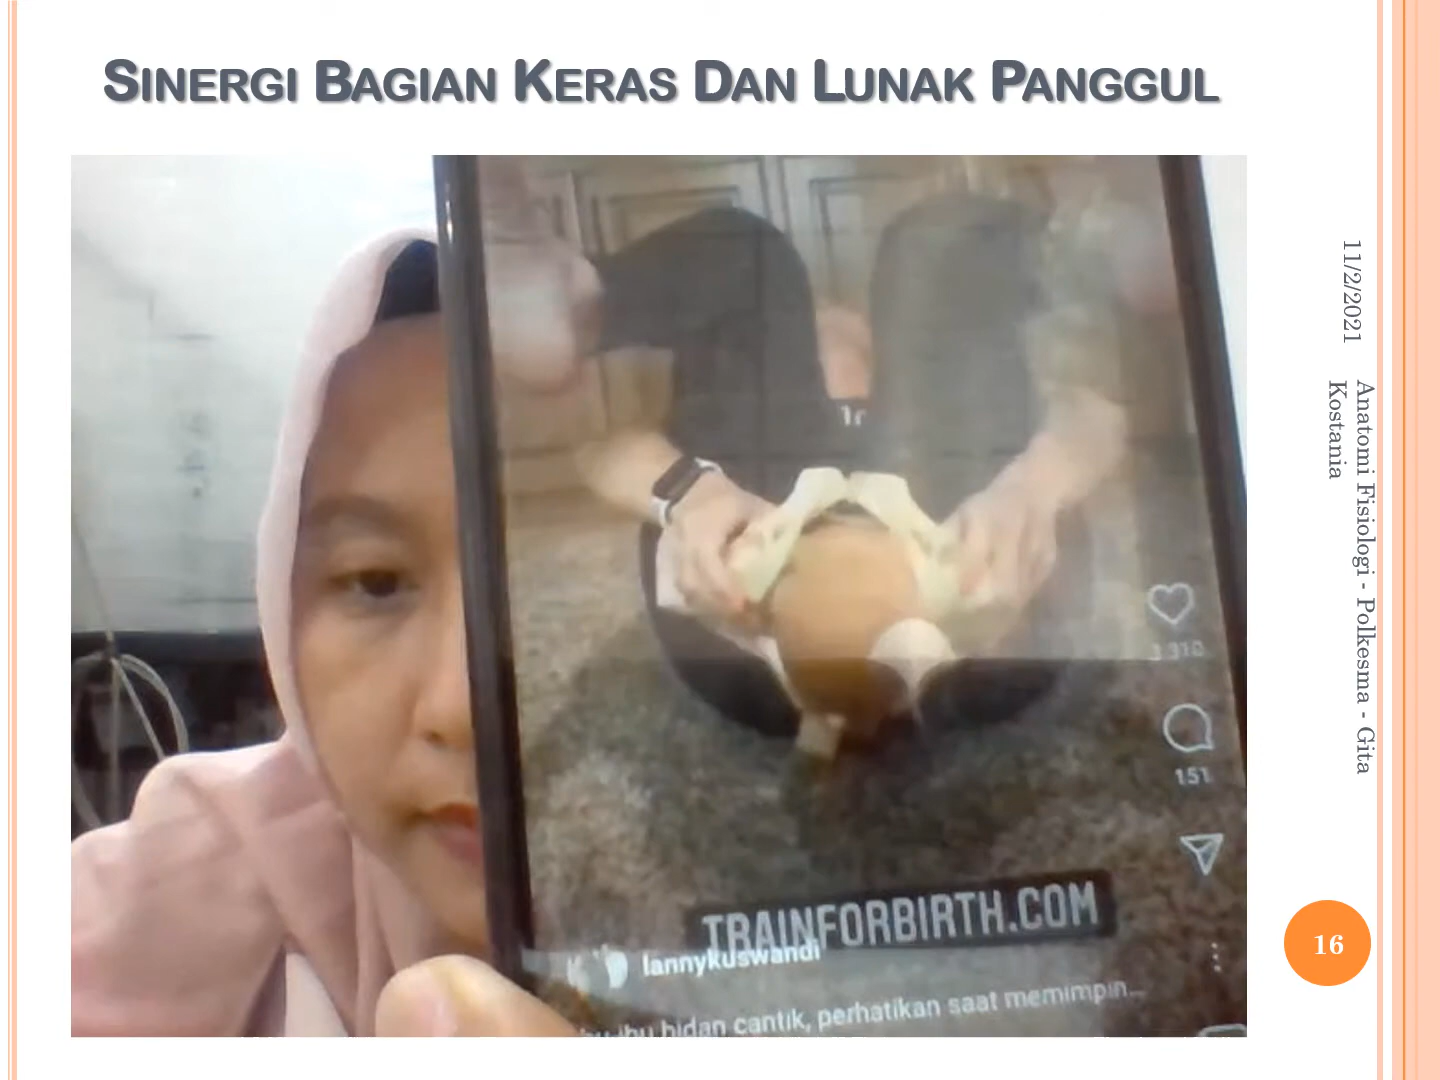 SINERGI BAGIAN KERAS DAN LUNAK PANGGUL
11/2/2021
Anatomi Fisiologi - Polkesma - Gita
Kostania
151
TRAINFORBIRTH.COM
lannykuswandi
ibu bidan cantik, perhatikan saat memimpin...
16